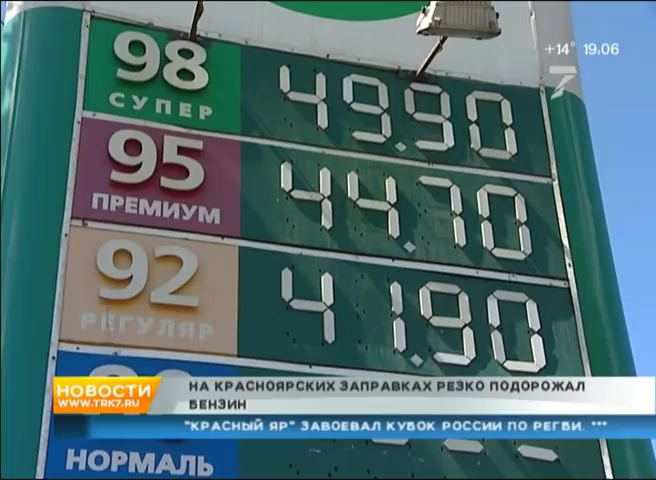 +14° 19.06
7
98 49.90
СУПЕР
95 44.70
ПРЕМИУМ
92 41.90
РЕГУЛЯР
НОВОСТИ
WWW.TRK7.RU
НА КРАСНОЯРСКИХ ЗАПРАВКАХ РЕЗКО ПОДОРОЖАЛ
БЕНЗИН
"КРАСНЫЙ ЯР" ЗАВОЕВАЛ КУБОК РОССИИ ПО РЕГБИ. ***
НОРМАЛЬ